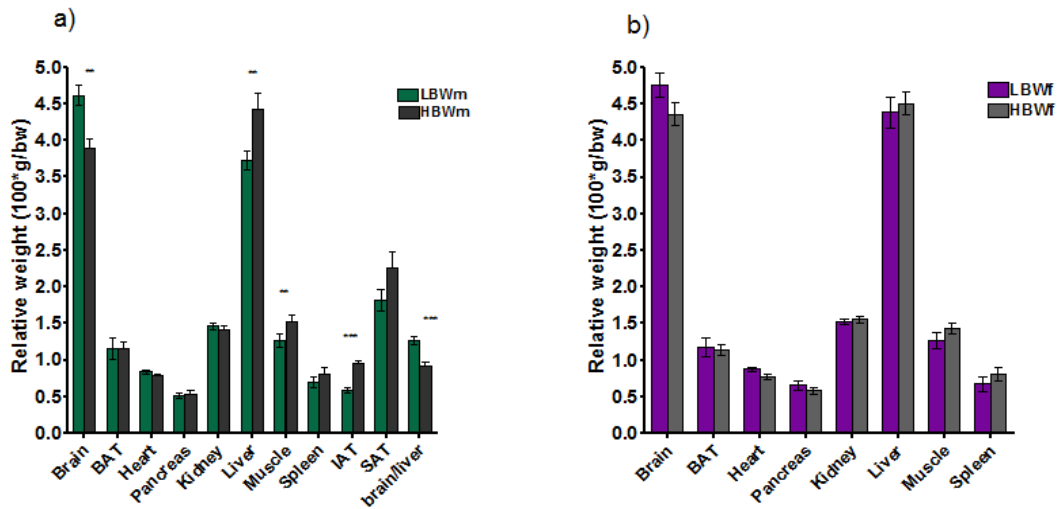 a)
**
**
**
***
***
LBWm
HBWm
Relative weight (100*g/bw)
5.0
4.5
4.0
3.5
3.0
2.5
2.0
1.5
1.0
0.5
0.0
Brain
BAT
Heart
Pancreas
Kidney
Liver
Muscle
Spleen
IAT
SAT
brain/liver
b)
LBWf
HBWf
Relative weight (100*g/bw)
5.0
4.5
4.0
3.5
3.0
2.5
2.0
1.5
1.0
0.5
0.0
Brain
BAT
Heart
Pancreas
Kidney
Liver
Muscle
Spleen